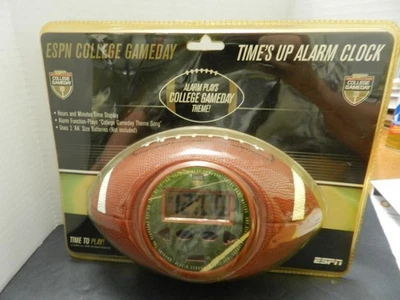 ESPN COLLEGE GAMEDAY
TIME'S UP ALARM CLOCK
COLLEGE
GAMEDAY
ALARM PLAYS
COLLEGE GAMEDAY
THEME!
COLLEGE
GAMEDAY
• Hours and Minutes Time Display
• Alarm Function-Plays "College Gameday Theme Song"
• Uses 2 "AA" Size Batteries (Not Included)
TIME TO PLAY!
ESPN